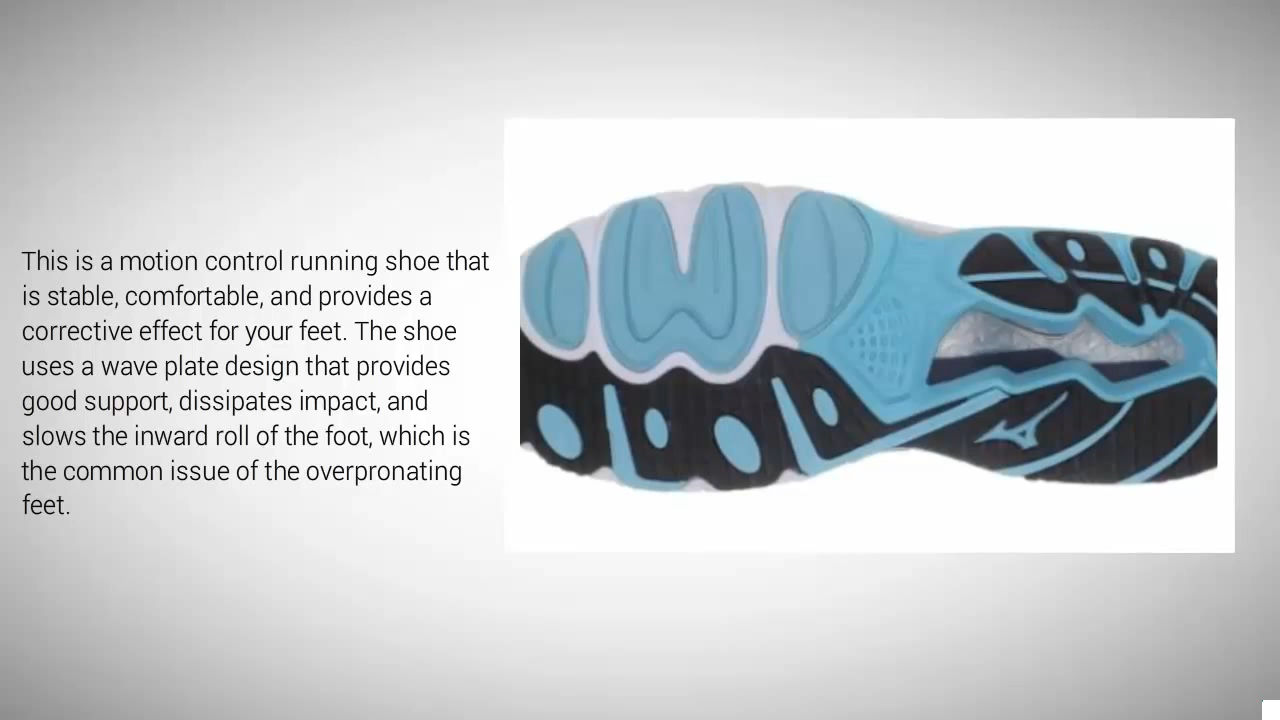 This is a motion control running shoe that
is stable, comfortable, and provides a
corrective effect for your feet. The shoe
uses a wave plate design that provides
good support, dissipates impact, and
slows the inward roll of the foot, which is
the common issue of the overpronating
feet.